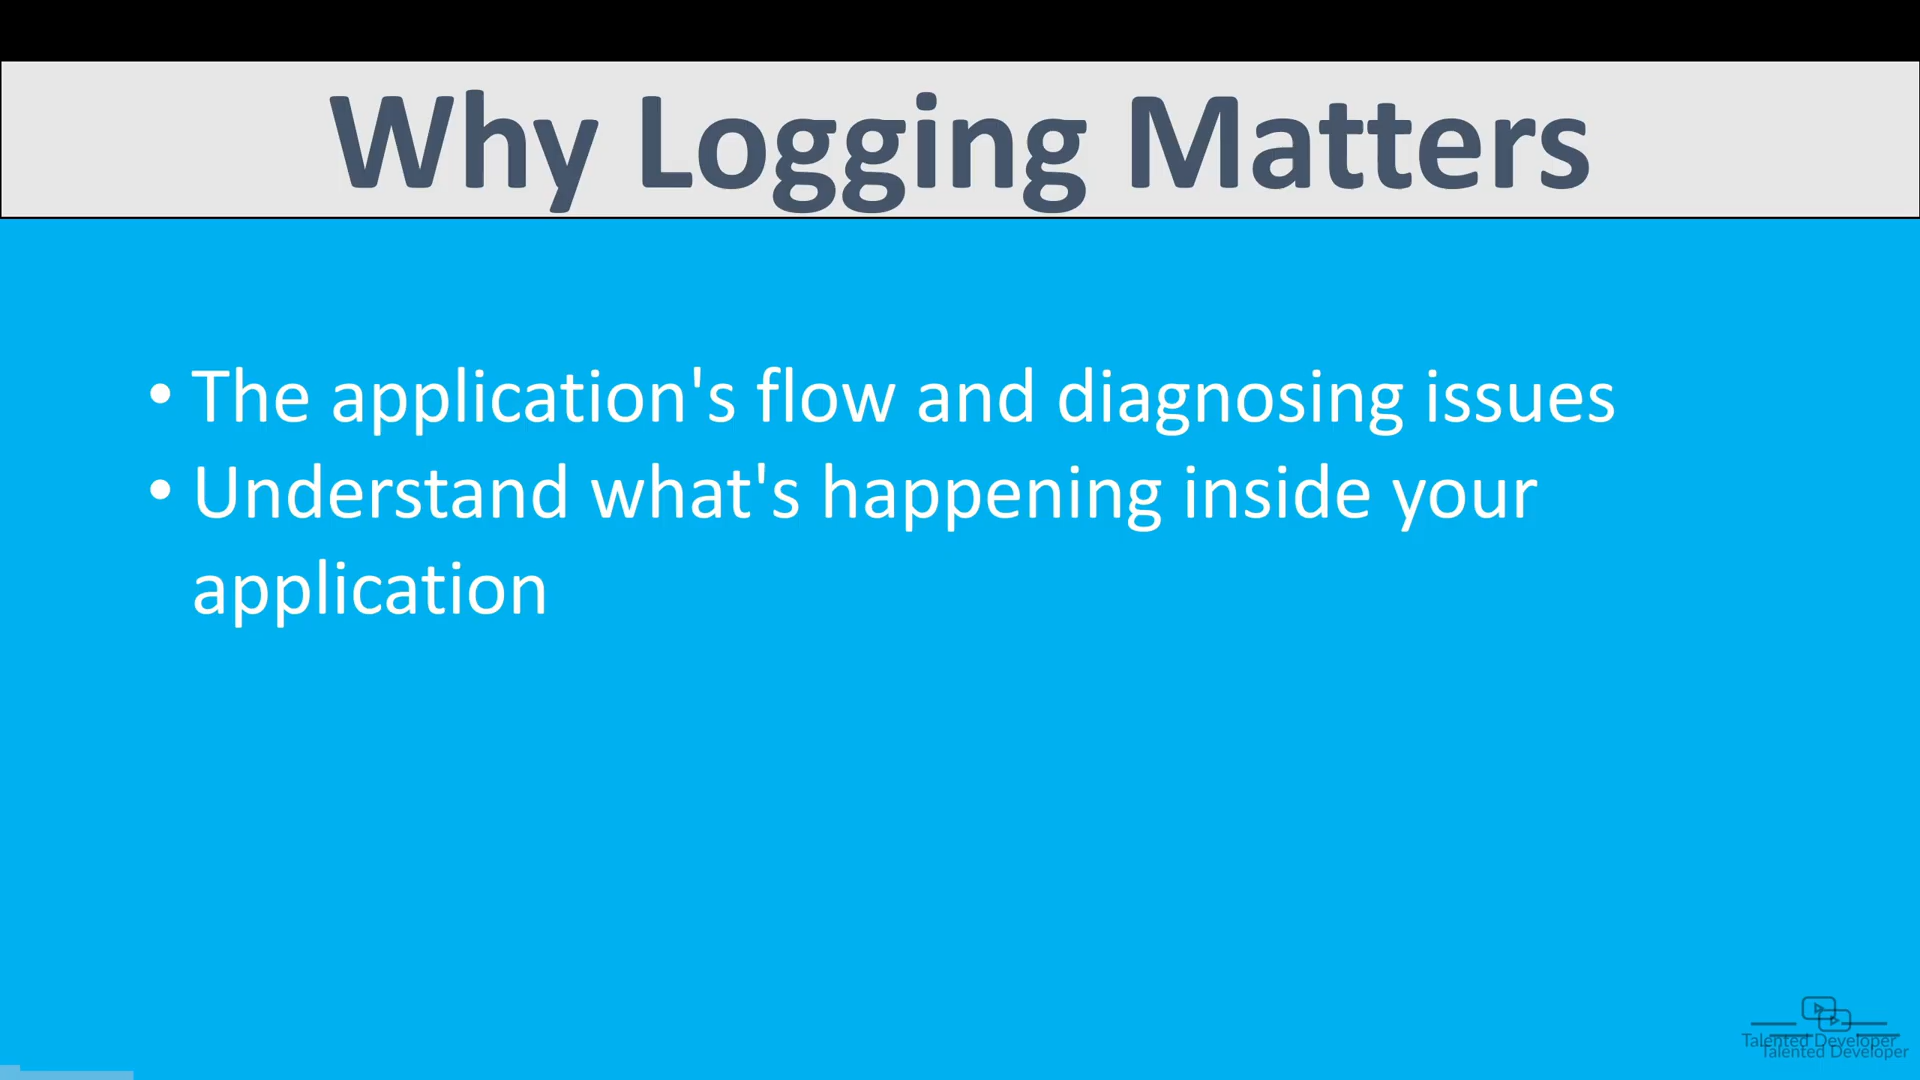 Why Logging Matters
• The application's flow and diagnosing issues
• Understand what's happening inside your
application
Talented Developer
Talented Developer